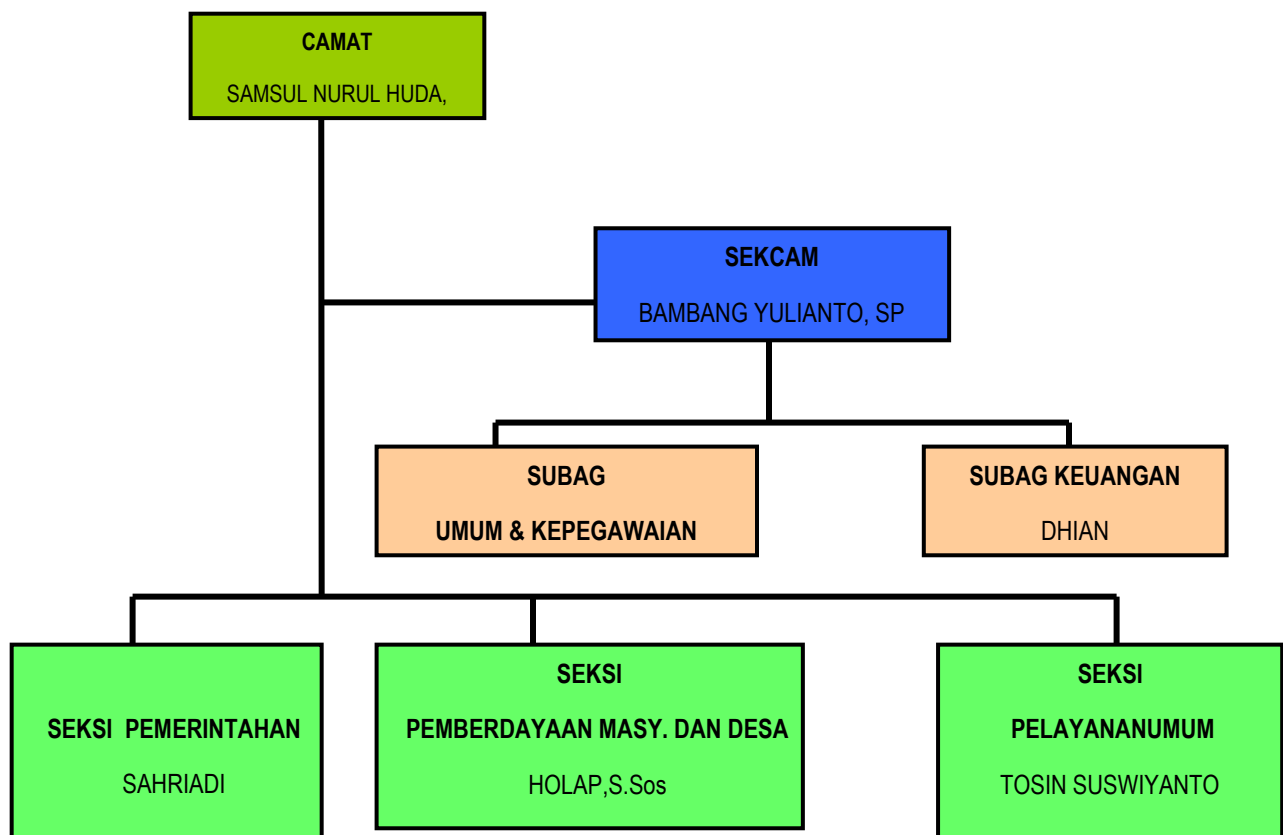 CAMAT
SAMSUL NURUL HUDA,
SEKCAM
BAMBANG YULIANTO, SP
SUBAG
UMUM & KEPEGAWAIAN
SUBAG KEUANGAN
DHIAN
SEKSI PEMERINTAHAN
SAHRIADI
SEKSI
PEMBERDAYAAN MASY. DAN DESA
HOLAP,S.Sos
SEKSI
PELAYANANUMUM
TOSIN SUSWIYANTO